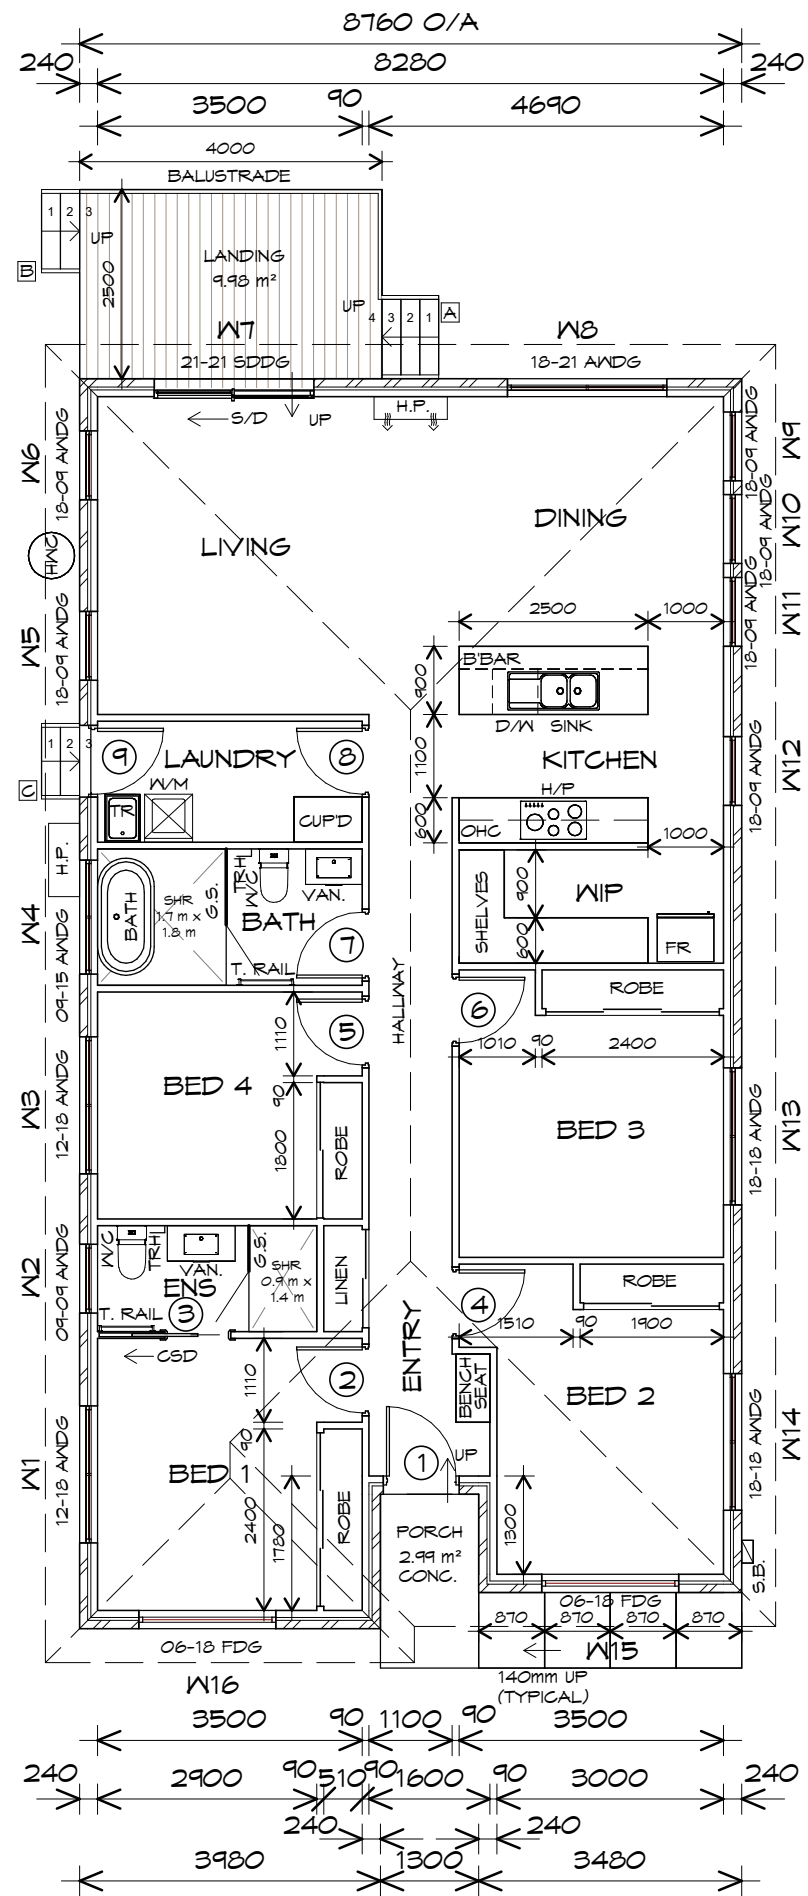 8760 O/A
240
8280
240
3500
90
4690
4000
BALUSTRADE
1 2 3
UP
B
LANDING
9.98 m²
2500
UP
4 3 2 1
A
W7
W8
21-21 SDDG
18-21 AWDG
S/D
UP
H.P.
W6
18-09 AWDG
W9
18-09 AWDG
W10
18-09 AWDG
DINING
LIVING
HWC
W5
18-09 AWDG
W11
18-09 AWDG
2500
1000
B'BAR
900
D/W SINK
1 2 3
C
9
LAUNDRY
8
1100
KITCHEN
W12
18-09 AWDG
W/M
H/P
TR
CUP'D
600
OHC
1000
H.P.
W4
09-15 AWDG
BATH
SHR
1.7 m x
1.8 m
G.S.
TRH
W/C
VAN.
BATH
7
T. RAIL
SHELVES
900
WIP
600
FR
HALLWAY
ROBE
6
5
1110
1010
90
2400
BED 4
W3
12-18 AWDG
90
1800
ROBE
BED 3
W13
18-18 AWDG
W/C
TRH
VAN.
G.S.
W2
09-09 AWDG
ENS
SHR
0.9 m x
1.4 m
LINEN
ROBE
T. RAIL
3
4
1510
90
1900
CSD
ENTRY
1110
2
BENCH
SEAT
BED 2
W1
12-18 AWDG
90
BED 1
1
UP
W14
18-18 AWDG
2400
1780
ROBE
PORCH
2.99 m²
CONC.
1300
S.B.
06-18 FDG
870
870
870
870
06-18 FDG
W15
W16
140mm UP
(TYPICAL)
3500
90
1100
90
3500
240
2900
90
510
90
1600
90
3000
240
240
240
3980
1300
3480